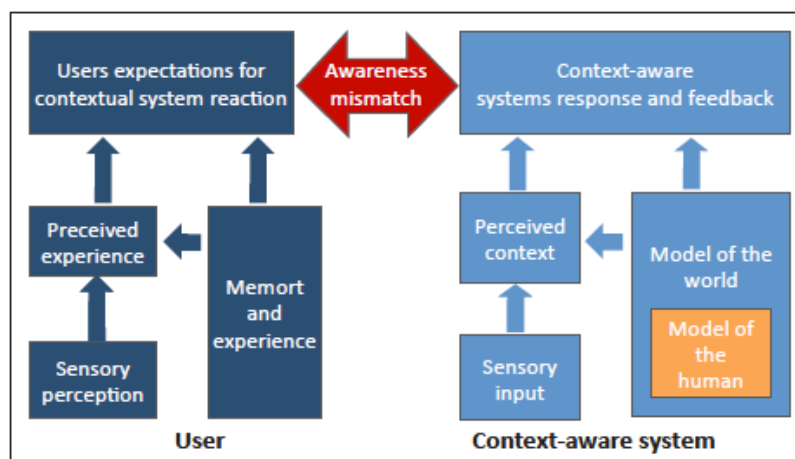 Users expectations for
contextual system reaction
Awareness
mismatch
Context-aware
systems response and feedback
Preceived
experience
Memort
and
experience
Sensory
perception
User
Perceived
context
Model of the
world
Model of
the
human
Sensory
input
Context-aware system